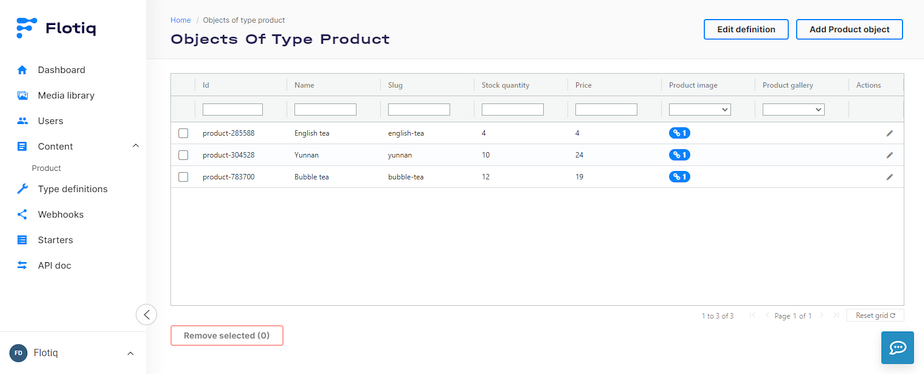 Flotiq
Dashboard
Media library
Users
Content
Product
Type definitions
Webhooks
Starters
API doc
FD Flotiq
Home / Objects of type product
Objects Of Type Product
Edit definition Add Product object
Id Name Slug Stock quantity Price Product image Product gallery Actions
product-285588 English tea english-tea 4 4 1
product-304528 Yunnan yunnan 10 24 1
product-783700 Bubble tea bubble-tea 12 19 1
1 to 3 of 3 Page 1 of 1 Reset grid
Remove selected (0)